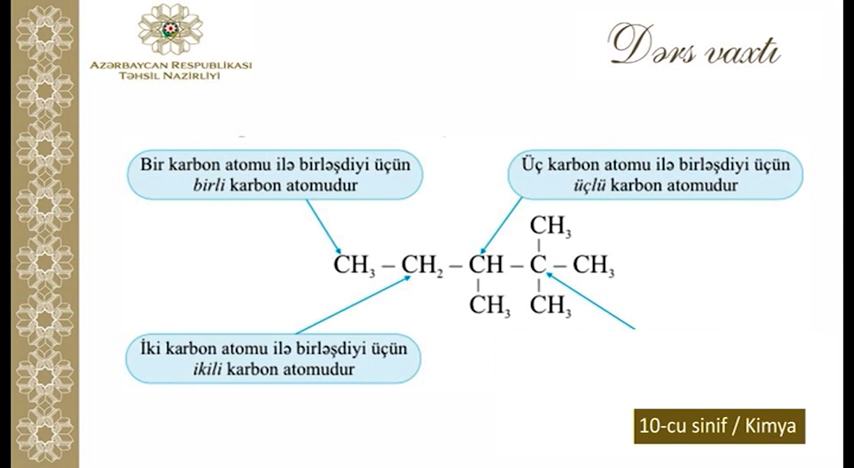 AZƏRBAYCAN RESPUBLİKASI
TƏHSİL NAZİRLİYİ
Dərs vaxtı
Bir karbon atomu ilə birləşdiyi üçün
birli karbon atomudur
Üç karbon atomu ilə birləşdiyi üçün
üçlü karbon atomudur
CH₃
CH₃ – CH₂ – CH – C – CH₃
CH₃ CH₃
İki karbon atomu ilə birləşdiyi üçün
ikili karbon atomudur
10-cu sinif / Kimya